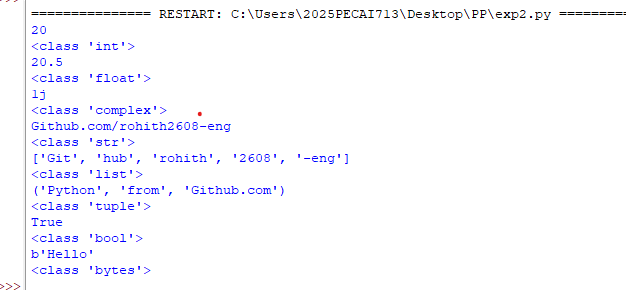 >>>
=============== RESTART: C:\Users\2025PECAI713\Desktop\PP\exp2.py =========
20
<class 'int'>
20.5
<class 'float'>
1j
<class 'complex'>
Github.com/rohith2608-eng
<class 'str'>
['Git', 'hub', 'rohith', '2608', '-eng']
<class 'list'>
('Python', 'from', 'Github.com')
<class 'tuple'>
True
<class 'bool'>
b'Hello'
<class 'bytes'>
>>>